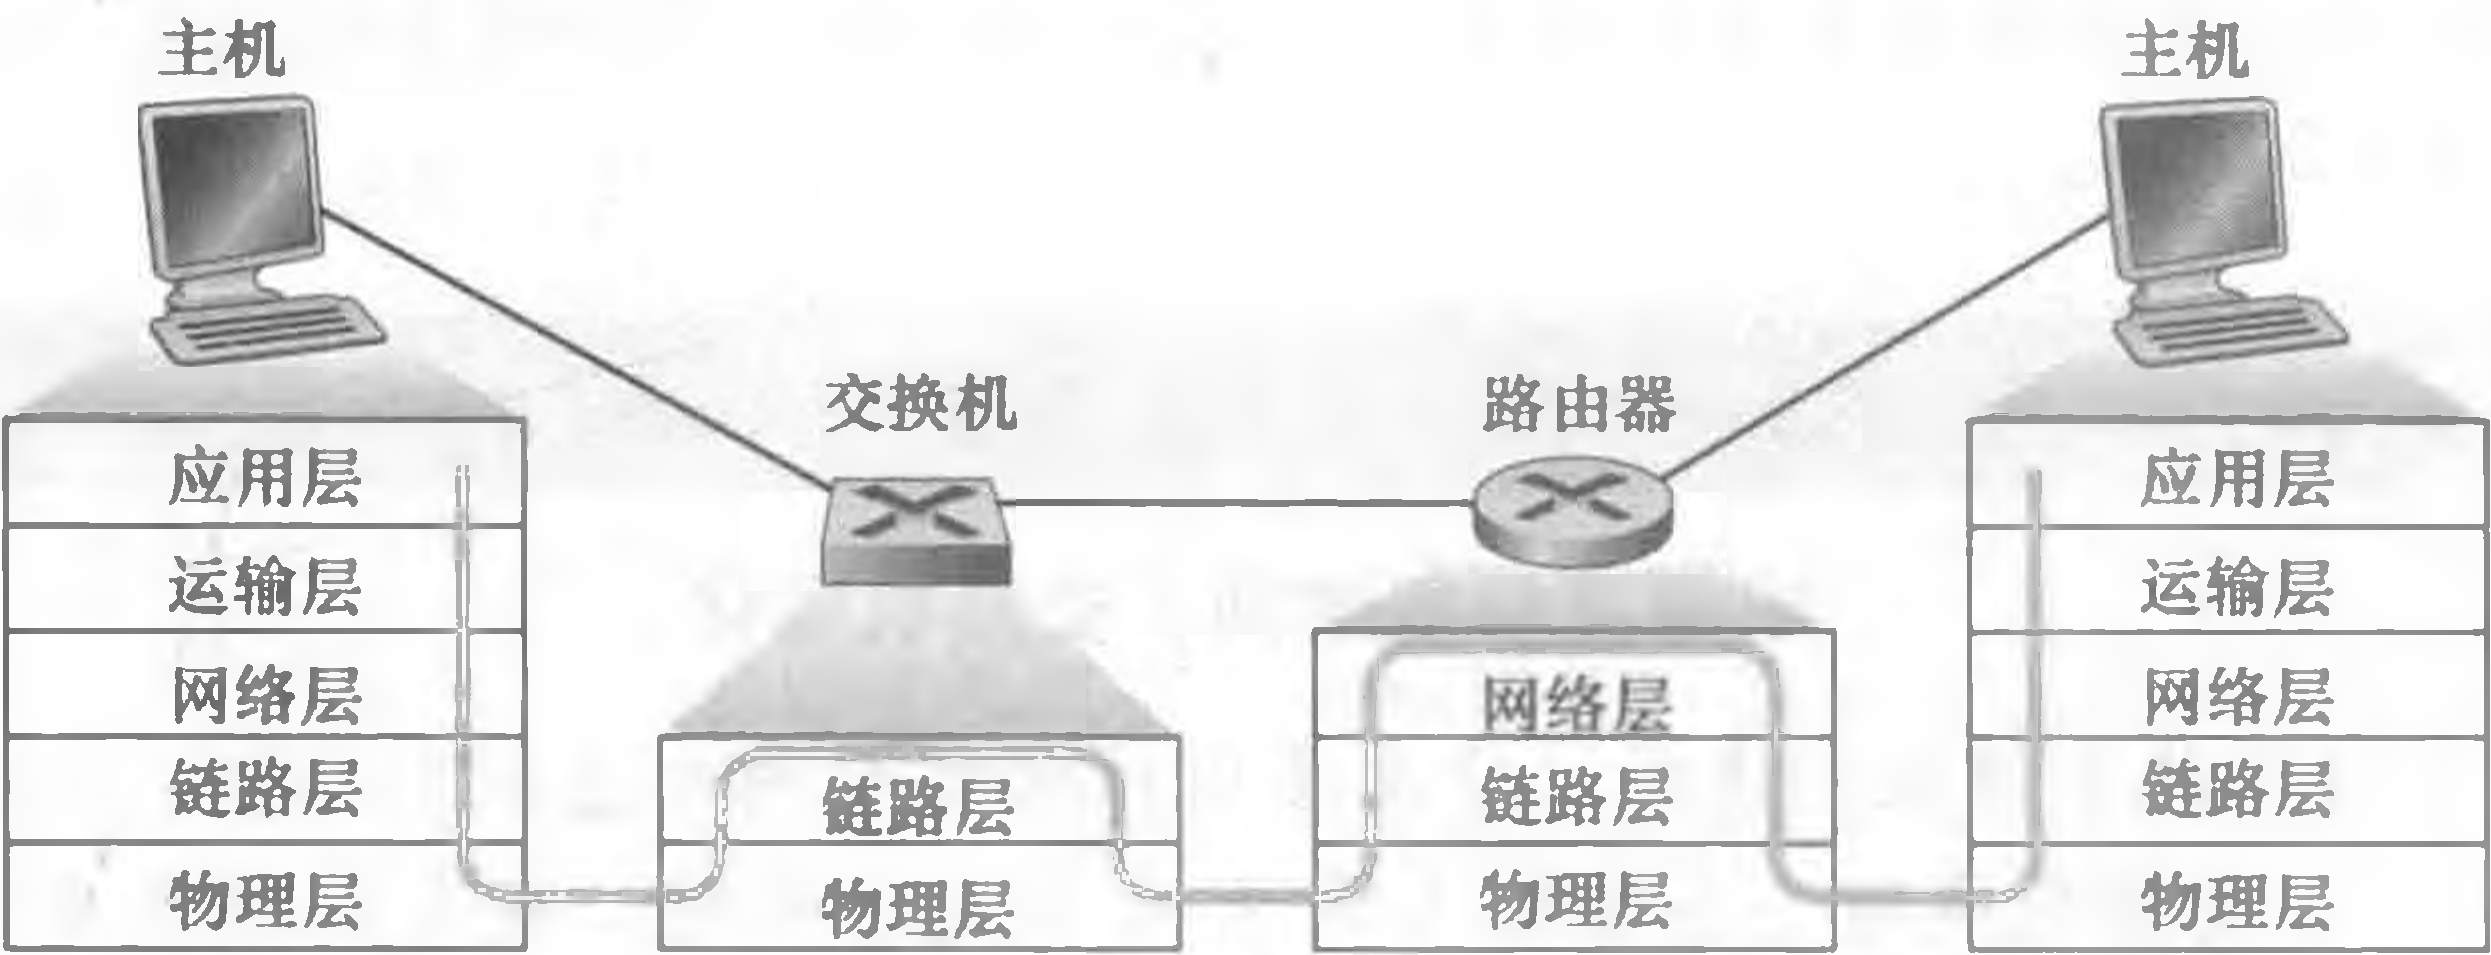 主机
主机
交换机
路由器
应用层
运输层
网络层
链路层
物理层
链路层
物理层
网络层
链路层
物理层
应用层
运输层
网络层
链路层
物理层